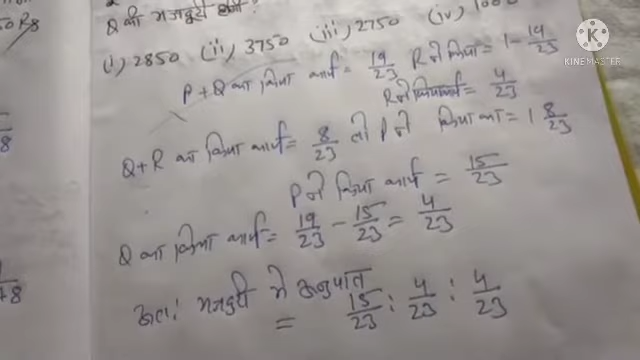 Q की मजदूरी
(i) 2850 (ii) 3750 (iii) 2750 (iv)
P + Q का किया कार्य = 19/23 R ने किया = 1 - 19/23
R ने किया कार्य = 4/23
Q + R का किया कार्य = 8/23 तो P ने किया का = 1 8/23
P ने किया कार्य = 15/23
Q का किया कार्य = 19/23 - 15/23 = 4/23
अतः मजदूरी में अनुपात
= 15/23 : 4/23 : 4/23
KINEMASTER